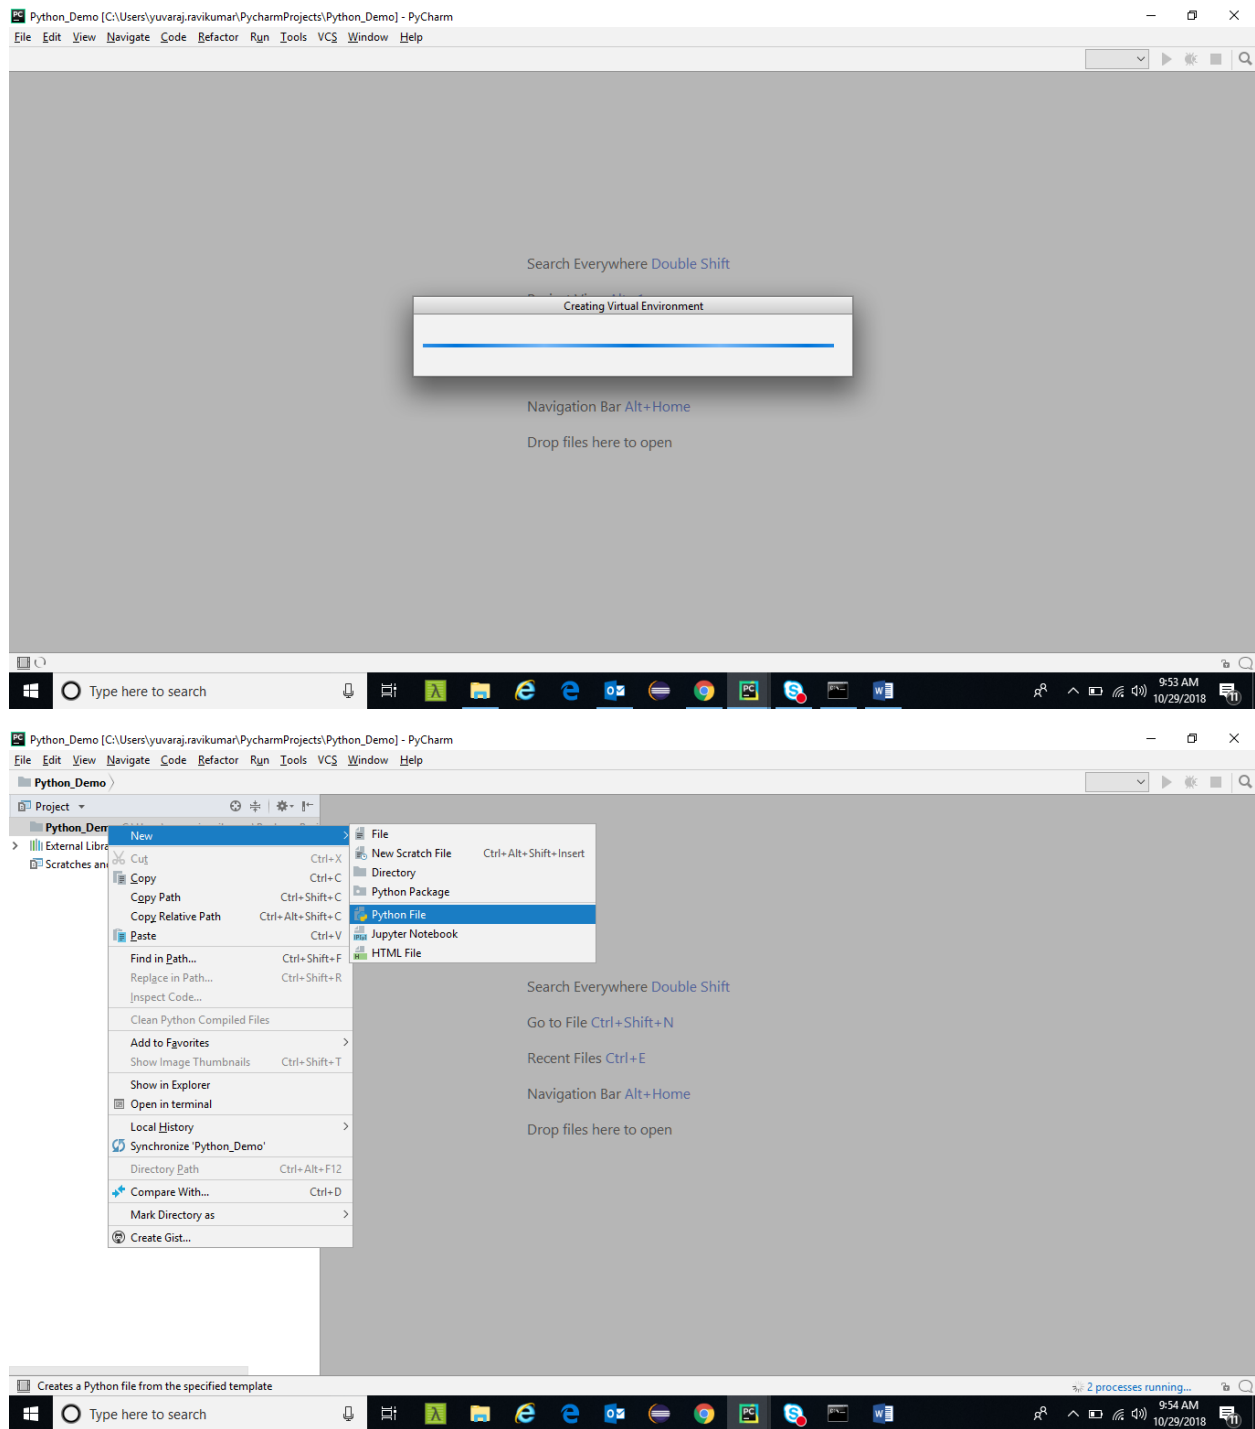 Python_Demo [C:\Users\yuvaraj.ravikumar\PycharmProjects\Python_Demo] - PyCharm
File Edit View Navigate Code Refactor Run Tools VCS Window Help
Search Everywhere Double Shift
Creating Virtual Environment
Navigation Bar Alt+Home
Drop files here to open
Type here to search
9:53 AM
10/29/2018
11
Python_Demo [C:\Users\yuvaraj.ravikumar\PycharmProjects\Python_Demo] - PyCharm
File Edit View Navigate Code Refactor Run Tools VCS Window Help
Python_Demo
Project
Python_Dem
External Libra
Scratches an
New
Cut Ctrl+X
Copy Ctrl+C
Copy Path Ctrl+Shift+C
Copy Relative Path Ctrl+Alt+Shift+C
Paste Ctrl+V
Find in Path... Ctrl+Shift+F
Replace in Path... Ctrl+Shift+R
Inspect Code...
Clean Python Compiled Files
Add to Favorites
Show Image Thumbnails Ctrl+Shift+T
Show in Explorer
Open in terminal
Local History
Synchronize 'Python_Demo'
Directory Path Ctrl+Alt+F12
Compare With... Ctrl+D
Mark Directory as
Create Gist...
File
New Scratch File Ctrl+Alt+Shift+Insert
Directory
Python Package
Python File
Jupyter Notebook
HTML File
Search Everywhere Double Shift
Go to File Ctrl+Shift+N
Recent Files Ctrl+E
Navigation Bar Alt+Home
Drop files here to open
Creates a Python file from the specified template
2 processes running...
Type here to search
9:54 AM
10/29/2018
11